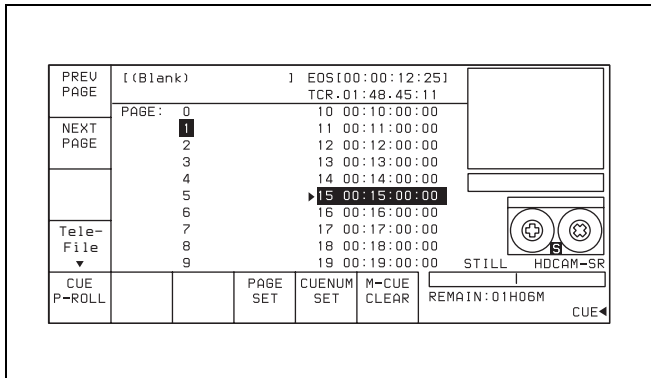 PREV PAGE
NEXT PAGE
Tele-File
▼
CUE P-ROLL
[(Blank) ] EOS[00:00:12:25]
TCR.01:48.45:11
PAGE: 0
1
2
3
4
5
6
7
8
9
10 00:10:00:00
11 00:11:00:00
12 00:12:00:00
13 00:13:00:00
14 00:14:00:00
▶15 00:15:00:00
16 00:16:00:00
17 00:17:00:00
18 00:18:00:00
19 00:19:00:00
PAGE SET
CUENUM SET
M-CUE CLEAR
S
STILL HDCAM-SR
REMAIN:01H06M
CUE◀